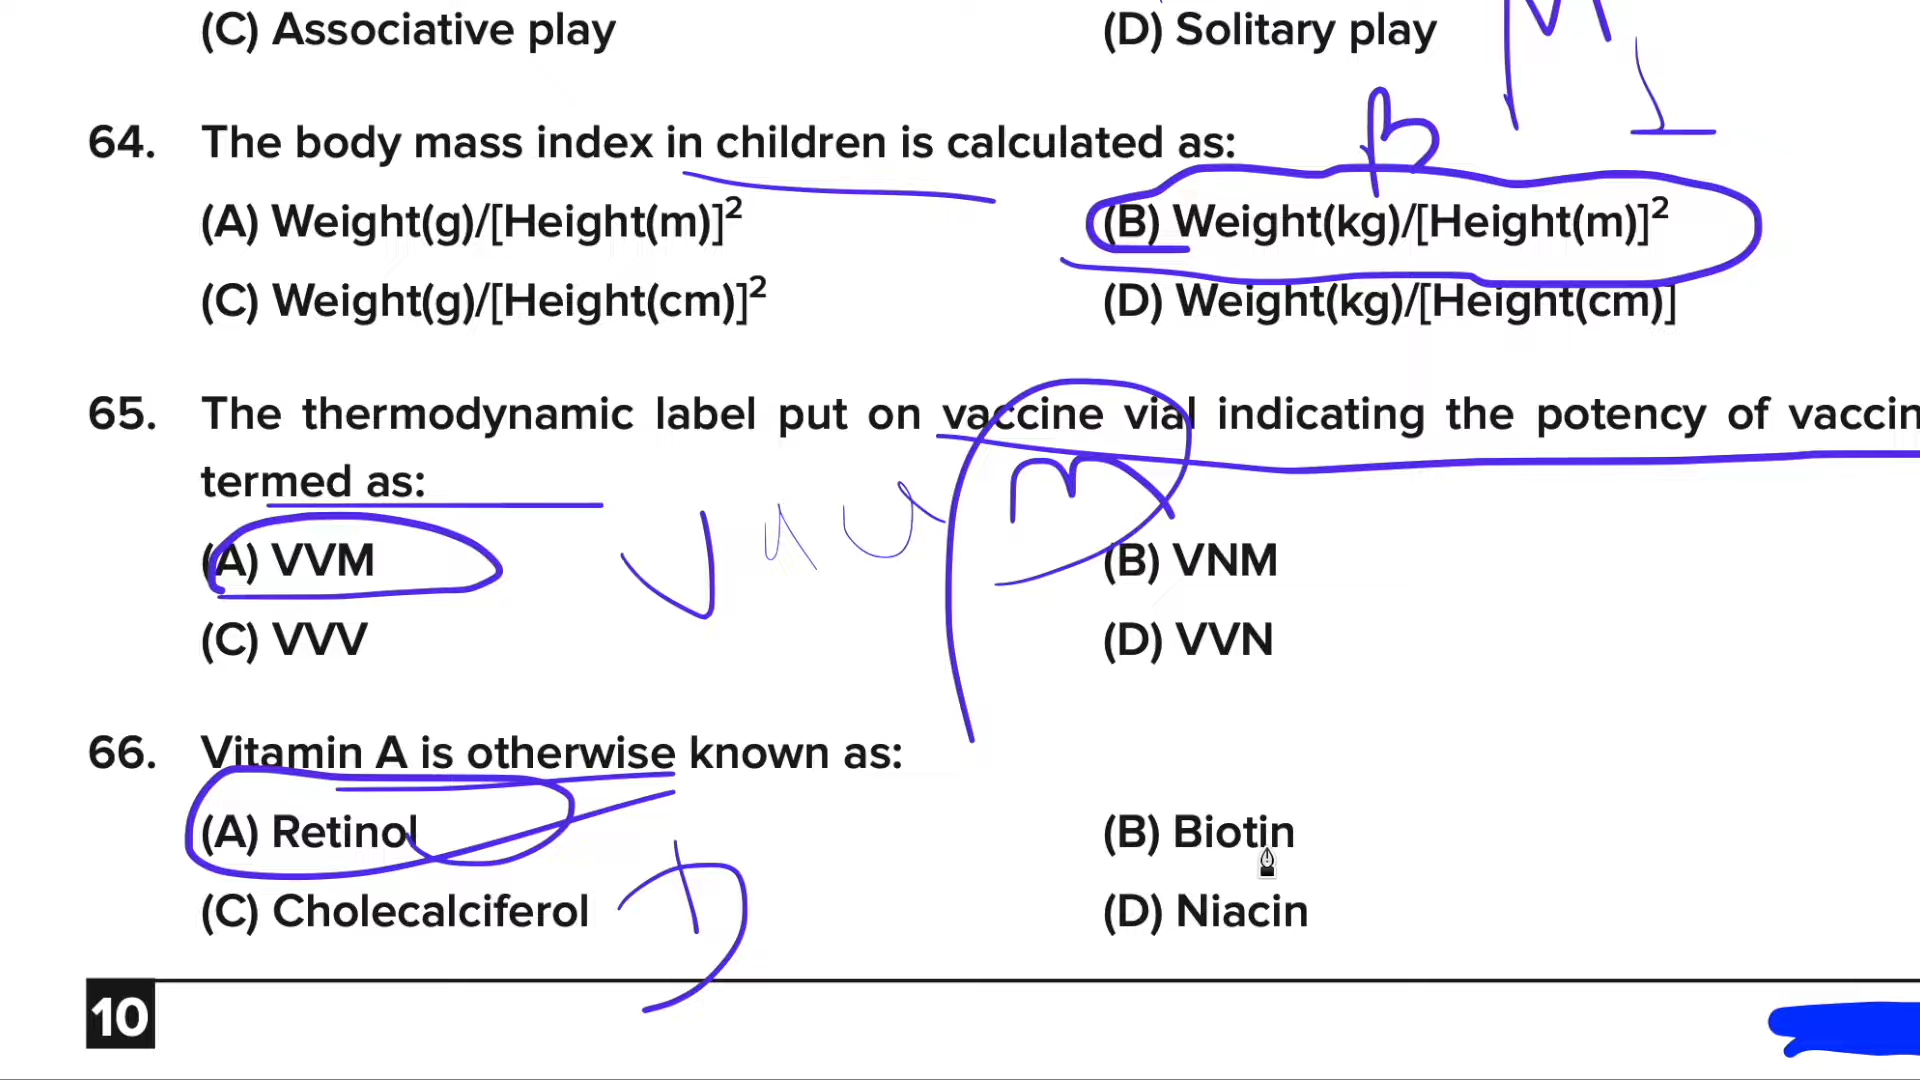 (C) Associative play (D) Solitary play
64. The body mass index in children is calculated as:
(A) Weight(g)/[Height(m)]² (B) Weight(kg)/[Height(m)]²
(C) Weight(g)/[Height(cm)]² (D) Weight(kg)/[Height(cm)]
65. The thermodynamic label put on vaccine vial indicating the potency of vaccin
termed as:
(A) VVM (B) VNM
(C) VVV (D) VVN
66. Vitamin A is otherwise known as:
(A) Retinol (B) Biotin
(C) Cholecalciferol (D) Niacin
10